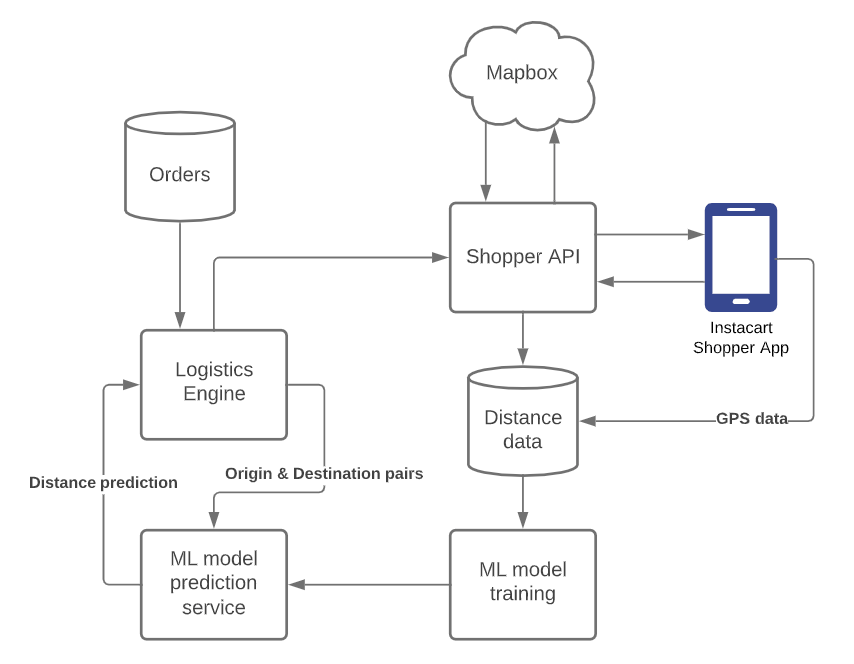 Mapbox
Orders
Shopper API
Instacart
Shopper App
Logistics
Engine
Distance
data
GPS data
Distance prediction
Origin & Destination pairs
ML model
prediction
service
ML model
training